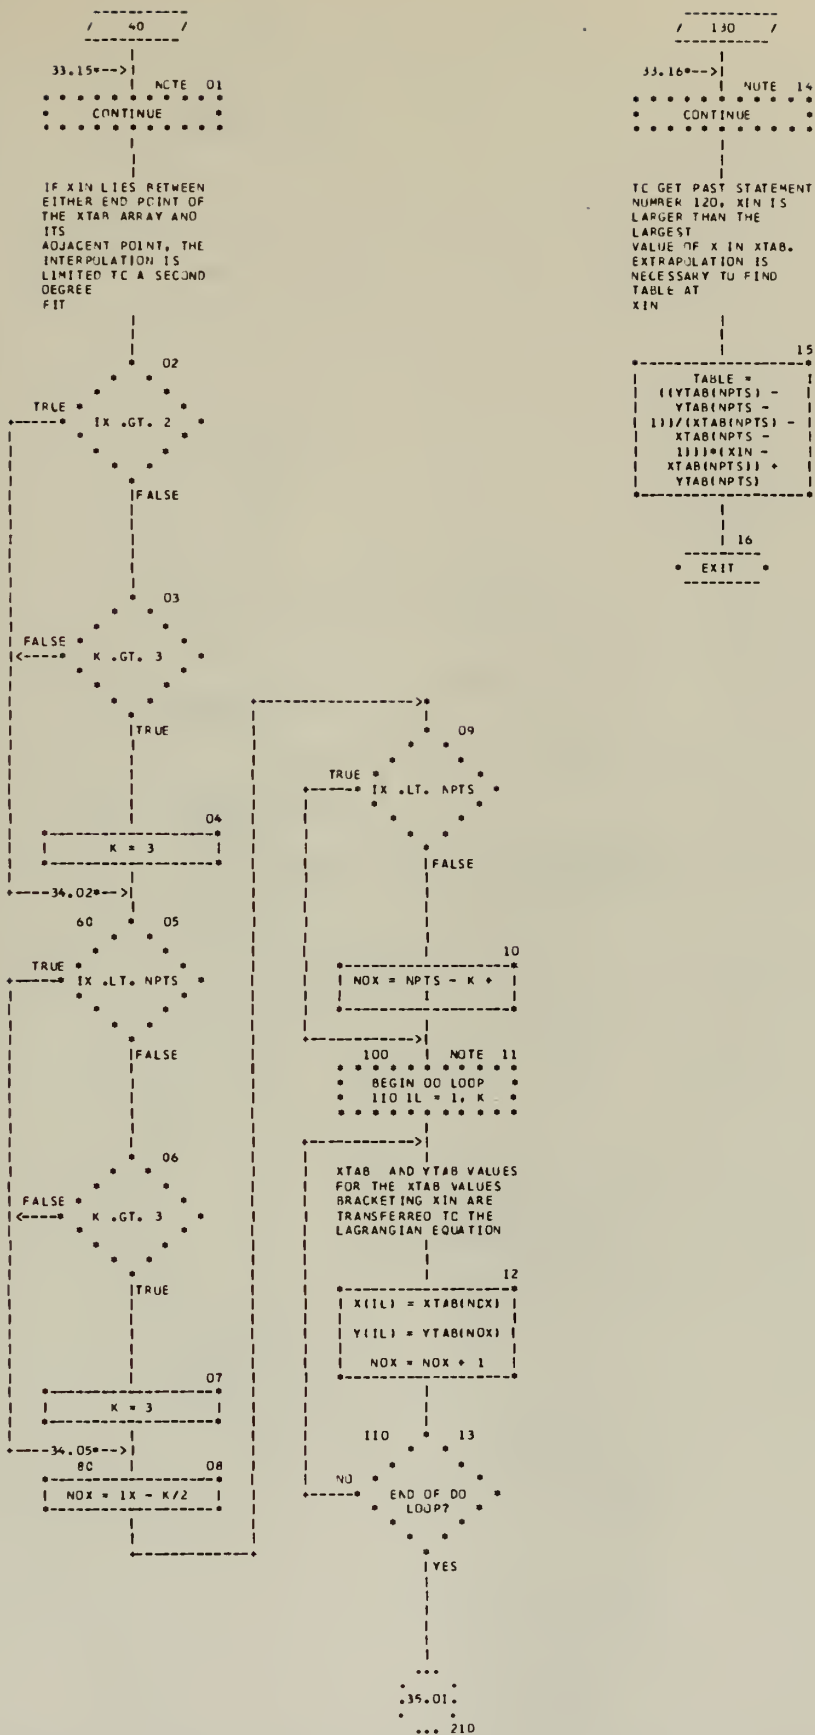 / 40 /
33.15*-->|
NCTE 01
CONTINUE
IF XIN LIES BETWEEN
EITHER END PCINT OF
THE XTAB ARRAY AND
ITS
ADJACENT POINT, THE
INTERPOLATION IS
LIMITED TC A SECOND
DEGREE
FIT
02
TRUE
IX .GT. 2
FALSE
03
FALSE
K .GT. 3
TRUE
04
K = 3
34.02*-->|
60 05
TRUE
IX .LT. NPTS
FALSE
06
FALSE
K .GT. 3
TRUE
07
K = 3
34.05*-->|
8C 08
NOX = IX - K/2
09
TRUE
IX .LT. NPTS
FALSE
10
NOX = NPTS - K +
I
100 NOTE 11
BEGIN DO LOOP
110 IL = 1, K
XTAB AND YTAB VALUES
FOR THE XTAB VALUES
BRACKETING XIN ARE
TRANSFERRED TC THE
LAGRANGIAN EQUATION
12
X(IL) = XTAB(NCX)
Y(IL) = YTAB(NOX)
NOX = NOX + 1
110 13
NO
END OF DO
LOOP?
YES
35.01
210
/ 130 /
33.16*-->|
NOTE 14
CONTINUE
TC GET PAST STATEMENT
NUMBER 120, XIN IS
LARGER THAN THE
LARGEST
VALUE OF X IN XTAB.
EXTRAPOLATION IS
NECESSARY TO FIND
TABLE AT
XIN
15
TABLE =
((YTAB(NPTS) -
YTAB(NPTS -
1))/(XTAB(NPTS) -
XTAB(NPTS -
1)))*(XIN -
XTAB(NPTS)) +
YTAB(NPTS)
16
EXIT